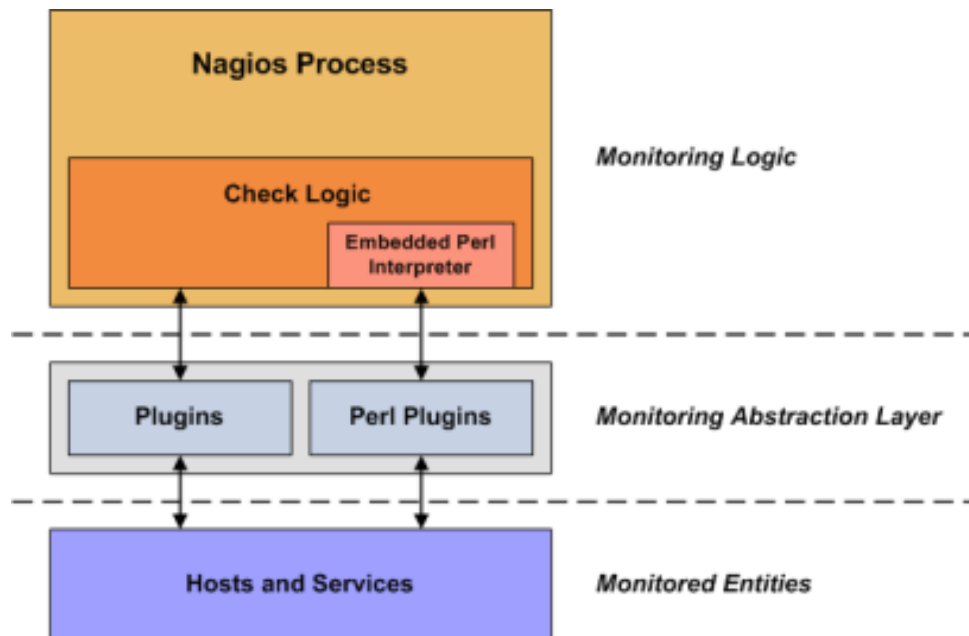 Nagios Process
Monitoring Logic
Check Logic
Embedded Perl
Interpreter
Plugins
Perl Plugins
Monitoring Abstraction Layer
Hosts and Services
Monitored Entities